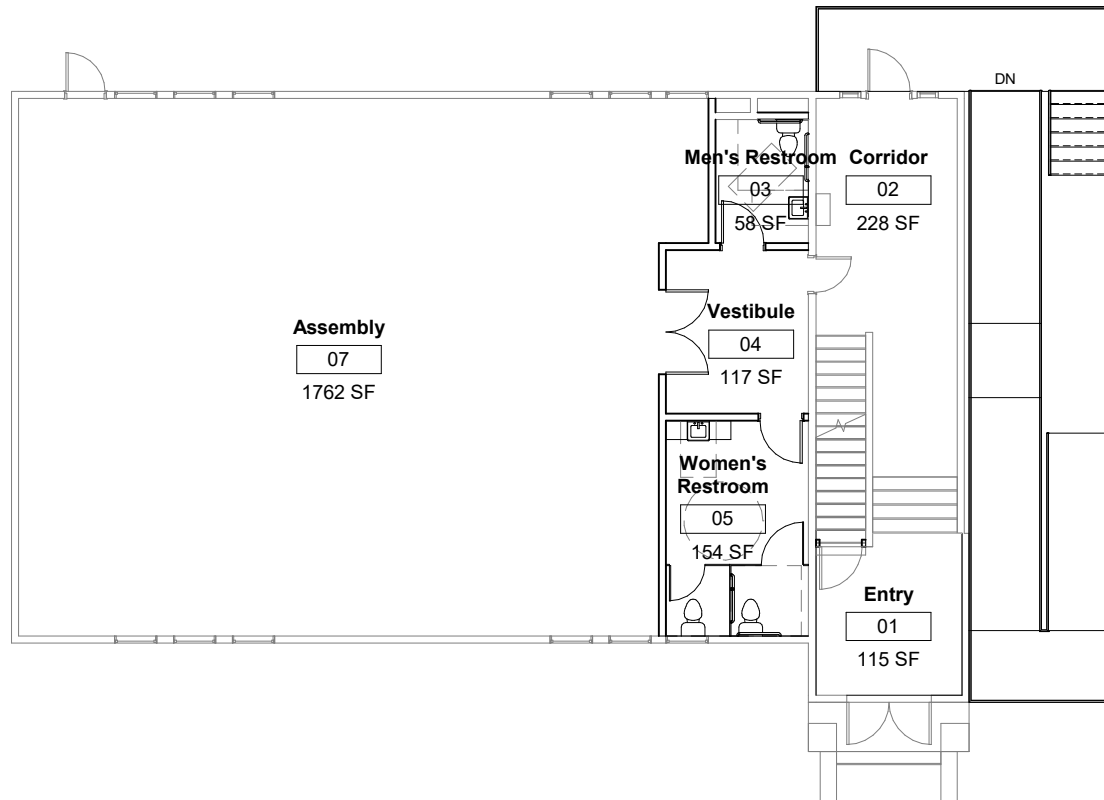 DN
Men's Restroom
03
58 SF
Corridor
02
228 SF
Assembly
07
1762 SF
Vestibule
04
117 SF
Women's
Restroom
05
154 SF
Entry
01
115 SF